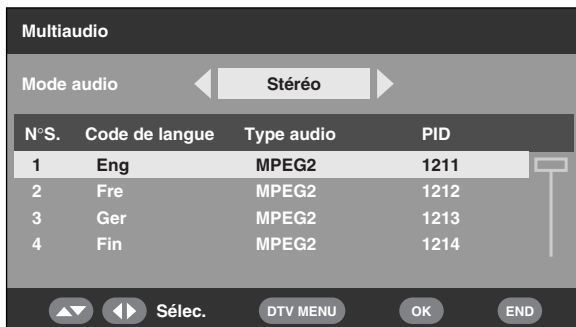 Multiaudio
Mode audio Stéréo
N°S. Code de langue Type audio PID
1 Eng MPEG2 1211
2 Fre MPEG2 1212
3 Ger MPEG2 1213
4 Fin MPEG2 1214
Sélec. DTV MENU OK END